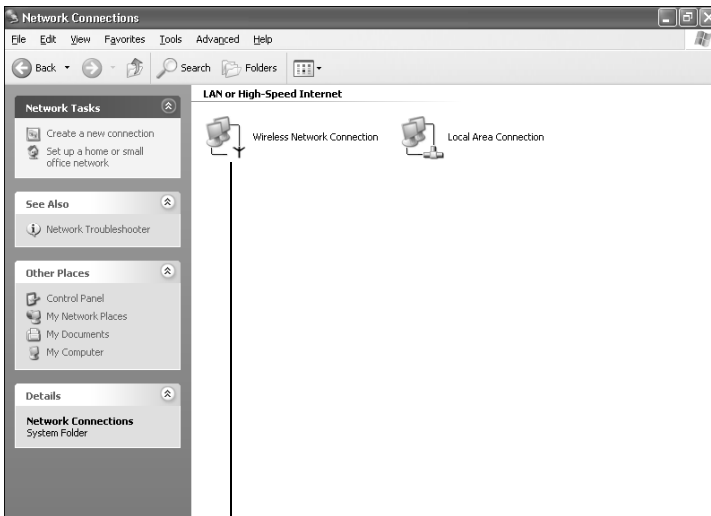 Network Connections
File Edit View Favorites Tools Advanced Help
Back Search Folders
LAN or High-Speed Internet
Network Tasks
Create a new connection
Set up a home or small
office network
Wireless Network Connection
Local Area Connection
See Also
Network Troubleshooter
Other Places
Control Panel
My Network Places
My Documents
My Computer
Details
Network Connections
System Folder